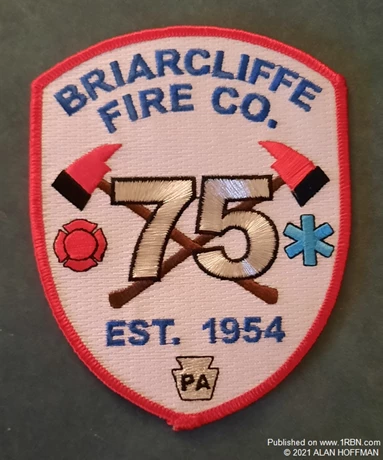 BRIARCLIFFE
FIRE CO.
75
EST. 1954
PA
Published on www.1RBN.com
© 2021 ALAN HOFFMAN